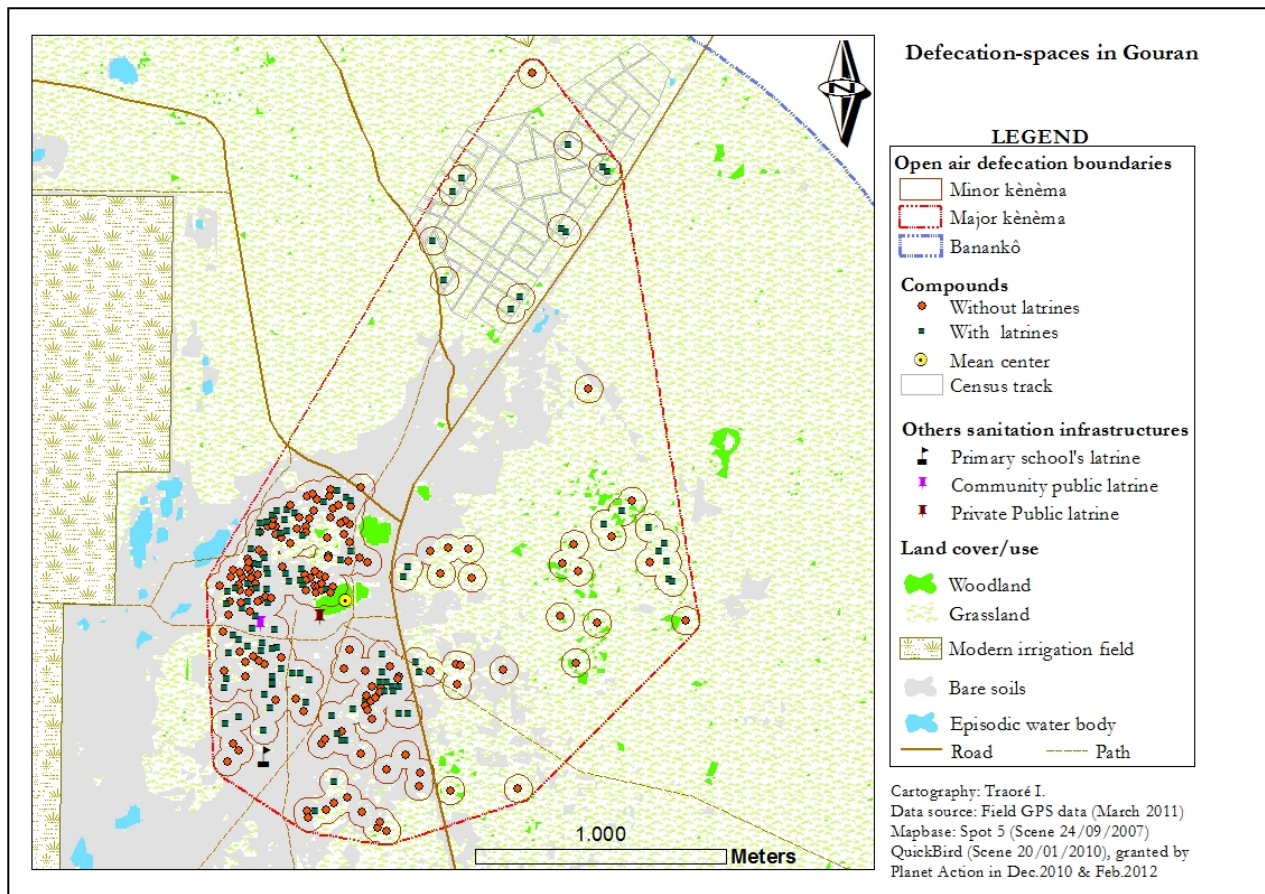 Defecation-spaces in Gouran
N
LEGEND
Open air defecation boundaries
Minor kènèma
Major kènèma
Banankô
Compounds
Without latrines
With latrines
Mean center
Census track
Others sanitation infrastructures
Primary school's latrine
Community public latrine
Private Public latrine
Land cover/use
Woodland
Grassland
Modern irrigation field
Bare soils
Episodic water body
Road Path
1.000
Meters
Cartography: Traoré I.
Data source: Field GPS data (March 2011)
Mapbase: Spot 5 (Scene 24/09/2007)
QuickBird (Scene 20/01/2010), granted by
Planet Action in Dec.2010 & Feb.2012